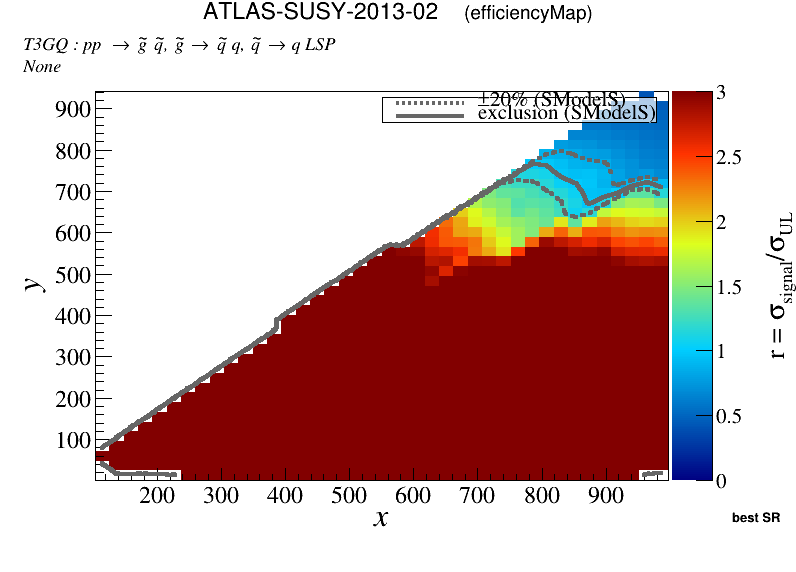 ATLAS-SUSY-2013-02 (efficiencyMap)
T3GQ : pp → g̃ q̃, g̃ → q̃ q, q̃ → q LSP
None
±20% (SModelS)
exclusion (SModelS)
900
800
700
600
500
400
300
200
100
y
200 300 400 500 600 700 800 900
x
3
2.5
2
1.5
1
0.5
0
r = σ_signal/σ_UL
best SR